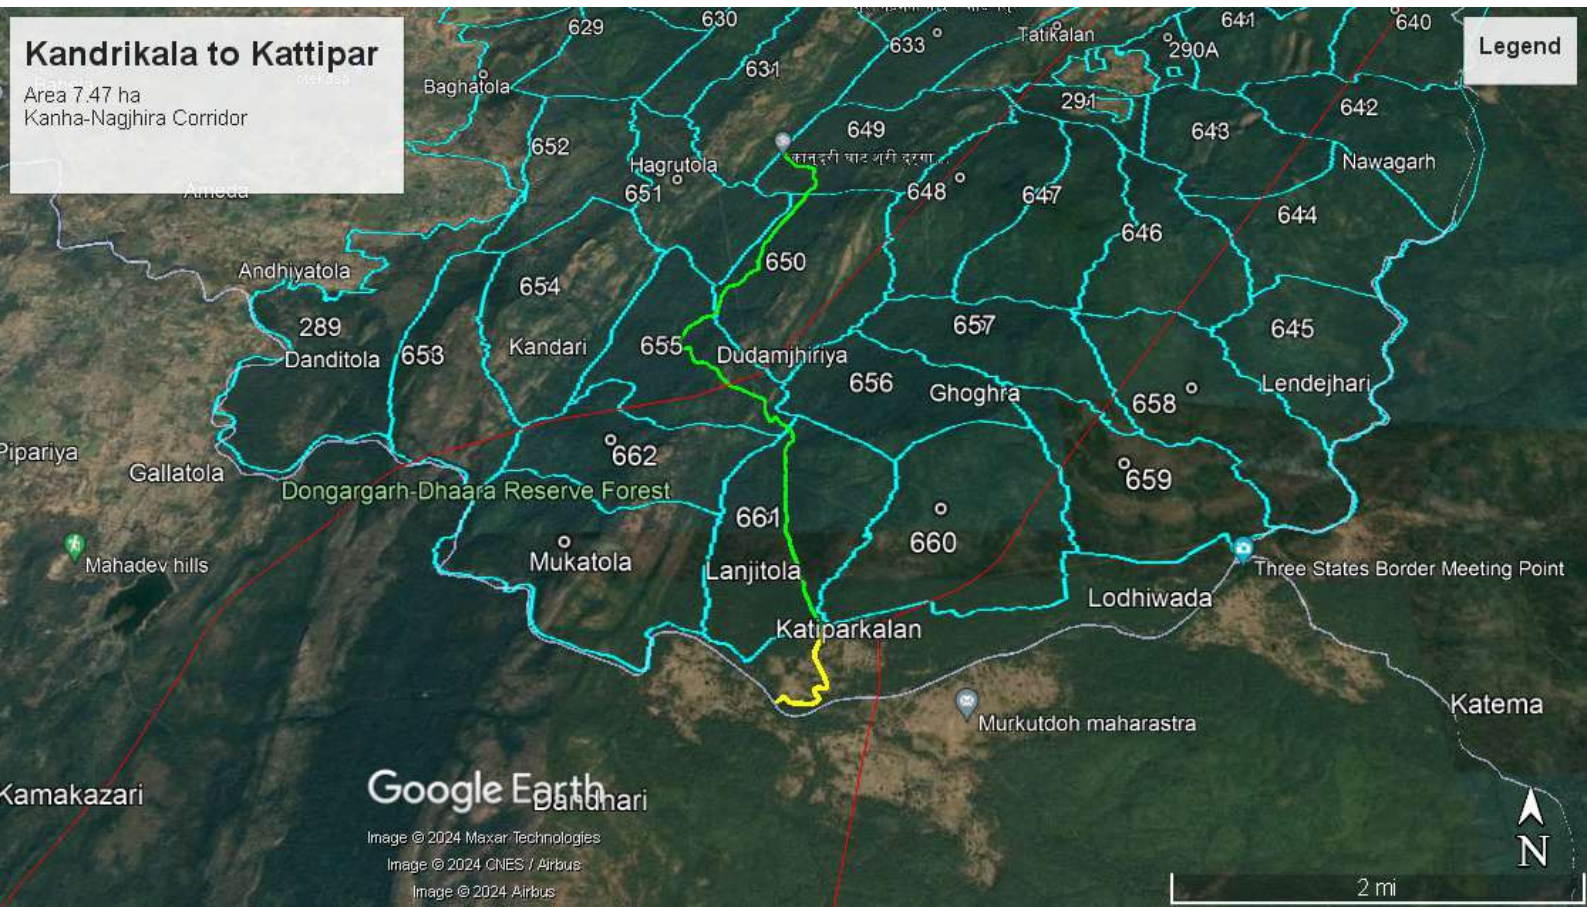 629
630
641
640
633
Tatikalan
290A
Kandrikala to Kattipar
Area 7.47 ha
Kanha-Nagjhira Corridor
Legend
631
Baghatola
291
642
649
643
652
कानदरी घाट
Hagrutola
Nawagarh
651
648
647
Ameda
644
646
650
Andhiyatola
654
289
657
645
Kandari
655
Dudamjhiriya
653
Danditola
656
Ghoghra
Lendejhari
658
Pipariya
662
Gallatola
659
Dongargarh-Dhaara Reserve Forest
661
660
Mukatola
Mahadev hills
Lanjitola
Three States Border Meeting Point
Lodhiwada
Katiparkalan
Katema
Murkutdoh maharastra
Kamakazari
Google Earth
Dandhari
Image © 2024 Maxar Technologies
Image © 2024 CNES / Airbus
Image © 2024 Airbus
N
2 mi